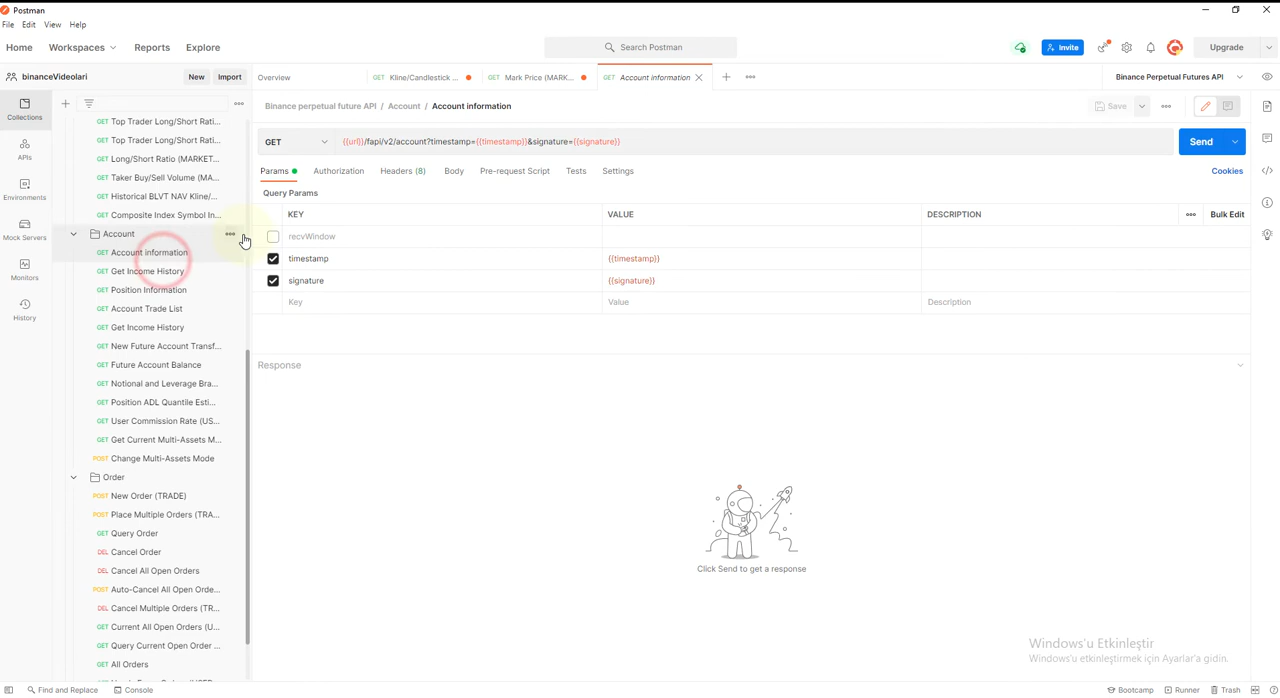 Postman
File Edit View Help
Home Workspaces Reports Explore Search Postman Invite Upgrade
binanceVideolari New Import Overview GET Kline/Candlestick ... GET Mark Price (MARK... GET Account information Binance Perpetual Futures API
Collections
APIs
Environments
Mock Servers
Monitors
History
GET Top Trader Long/Short Rati...
GET Top Trader Long/Short Rati...
GET Long/Short Ratio (MARKET...
GET Taker Buy/Sell Volume (MA...
GET Historical BLVT NAV Kline/...
GET Composite Index Symbol In...
Account
GET Account information
GET Get Income History
GET Position Information
GET Account Trade List
GET Get Income History
GET New Future Account Transf...
GET Future Account Balance
GET Notional and Leverage Bra...
GET Position ADL Quantile Esti...
GET User Commission Rate (US...
GET Get Current Multi-Assets M...
POST Change Multi-Assets Mode
Order
POST New Order (TRADE)
POST Place Multiple Orders (TRA...
GET Query Order
DEL Cancel Order
DEL Cancel All Open Orders
POST Auto-Cancel All Open Orde...
DEL Cancel Multiple Orders (TR...
GET Current All Open Orders (U...
GET Query Current Open Order ...
GET All Orders
Binance perpetual future API / Account / Account information Save
GET {{url}}/fapi/v2/account?timestamp={{timestamp}}&signature={{signature}} Send
Params Authorization Headers (8) Body Pre-request Script Tests Settings Cookies
Query Params
KEY VALUE DESCRIPTION Bulk Edit
recvWindow
timestamp {{timestamp}}
signature {{signature}}
Key Value Description
Response
Click Send to get a response
Windows'u Etkinleştir
Windows'u etkinleştirmek için Ayarlar'a gidin.
Find and Replace Console Bootcamp Runner Trash